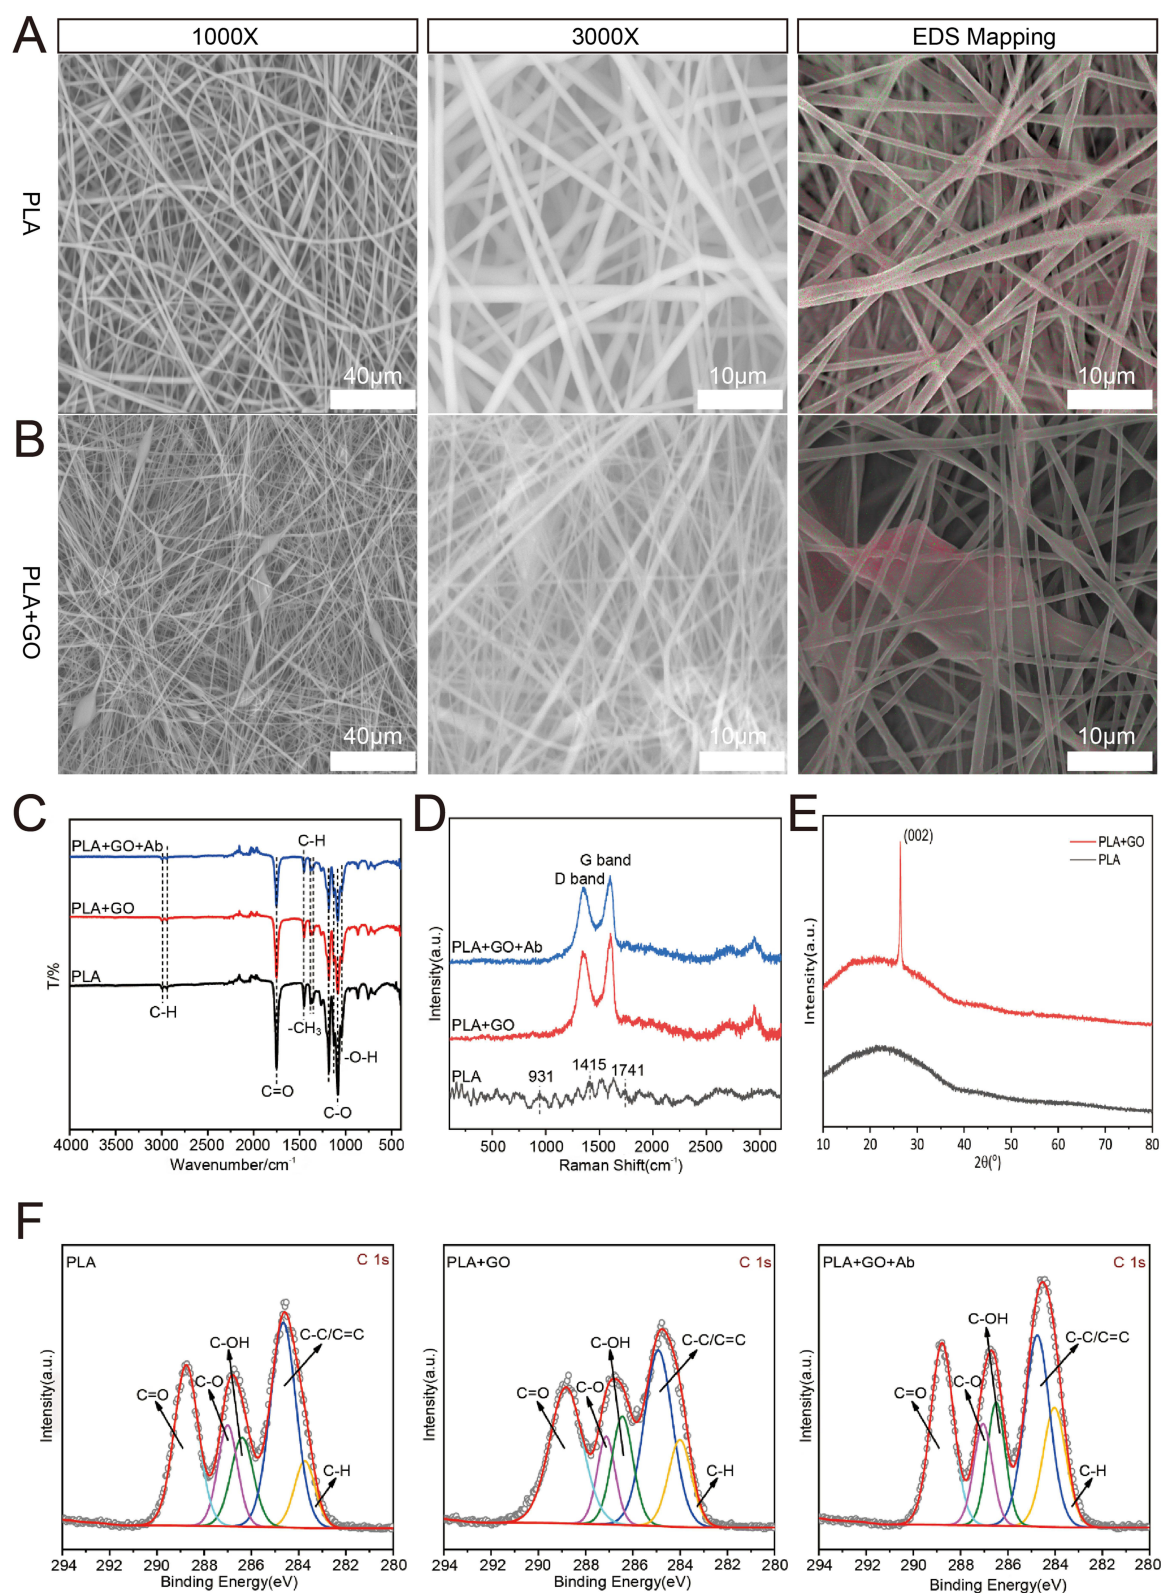 A
1000X
3000X
EDS Mapping
PLA
40μm
10μm
10μm
B
PLA+GO
40μm
10μm
10μm
C
PLA+GO+Ab
C-H
PLA+GO
PLA
C-H
-CH₃
-O-H
C=O
C-O
T/%
4000 3500 3000 2500 2000 1500 1000 500
Wavenumber/cm⁻¹
D
G band
D band
PLA+GO+Ab
PLA+GO
PLA
931
1415
1741
Intensity(a.u.)
500 1000 1500 2000 2500 3000
Raman Shift(cm⁻¹)
E
(002)
PLA+GO
PLA
Intensity(a.u.)
10 20 30 40 50 60 70 80
2θ(°)
F
PLA
C 1s
C-OH
C-C/C=C
C-O
C=O
C-H
Intensity(a.u.)
294 292 290 288 286 284 282 280
Binding Energy(eV)
PLA+GO
C 1s
C-OH
C-C/C=C
C-O
C=O
C-H
Intensity(a.u.)
294 292 290 288 286 284 282 280
Binding Energy(eV)
PLA+GO+Ab
C 1s
C-OH
C-C/C=C
C-O
C=O
C-H
Intensity(a.u.)
294 292 290 288 286 284 282 280
Binding Energy(eV)